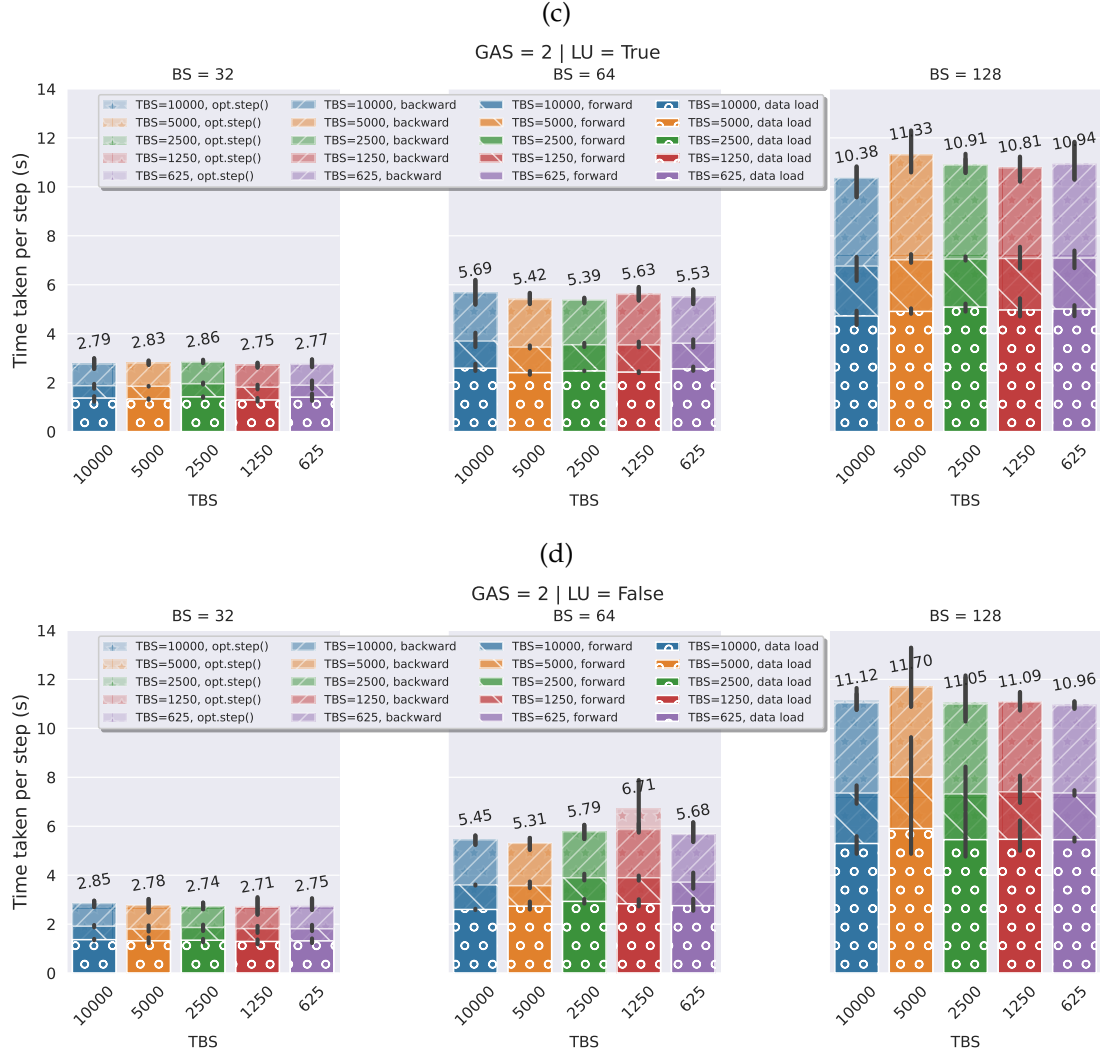 (c)
GAS = 2 | LU = True
BS = 32 BS = 64 BS = 128
Time taken per step (s)
14
12
10
8
6
4
2
0
TBS=10000, opt.step() TBS=10000, backward TBS=10000, forward TBS=10000, data load
TBS=5000, opt.step() TBS=5000, backward TBS=5000, forward TBS=5000, data load
TBS=2500, opt.step() TBS=2500, backward TBS=2500, forward TBS=2500, data load
TBS=1250, opt.step() TBS=1250, backward TBS=1250, forward TBS=1250, data load
TBS=625, opt.step() TBS=625, backward TBS=625, forward TBS=625, data load
2.79 2.83 2.86 2.75 2.77
5.69 5.42 5.39 5.63 5.53
10.38 11.33 10.91 10.81 10.94
10000 5000 2500 1250 625
10000 5000 2500 1250 625
10000 5000 2500 1250 625
TBS TBS TBS
(d)
GAS = 2 | LU = False
BS = 32 BS = 64 BS = 128
Time taken per step (s)
14
12
10
8
6
4
2
0
TBS=10000, opt.step() TBS=10000, backward TBS=10000, forward TBS=10000, data load
TBS=5000, opt.step() TBS=5000, backward TBS=5000, forward TBS=5000, data load
TBS=2500, opt.step() TBS=2500, backward TBS=2500, forward TBS=2500, data load
TBS=1250, opt.step() TBS=1250, backward TBS=1250, forward TBS=1250, data load
TBS=625, opt.step() TBS=625, backward TBS=625, forward TBS=625, data load
2.85 2.78 2.74 2.71 2.75
5.45 5.31 5.79 6.71 5.68
11.12 11.70 11.05 11.09 10.96
10000 5000 2500 1250 625
10000 5000 2500 1250 625
10000 5000 2500 1250 625
TBS TBS TBS